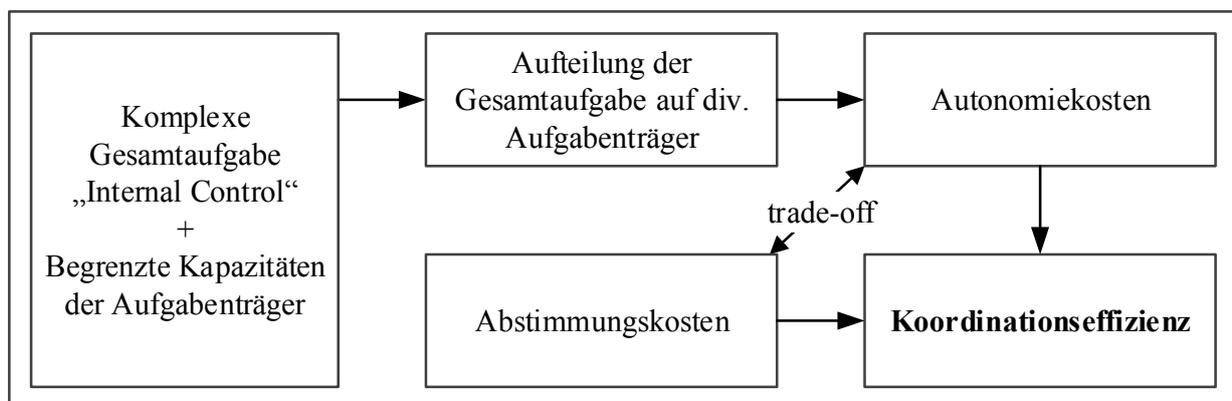 Komplexe
Gesamtaufgabe
„Internal Control“
+
Begrenzte Kapazitäten
der Aufgabenträger
Aufteilung der
Gesamtaufgabe auf div.
Aufgabenträger
Autonomiekosten
trade-off
Abstimmungskosten
Koordinationseffizienz